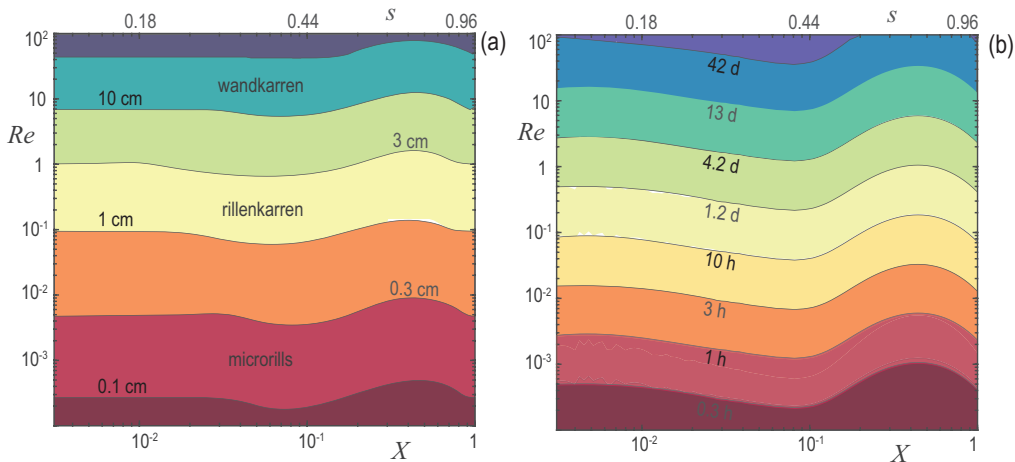 s
0.18 0.44 0.96
(a)
10²
10
1
10⁻¹
10⁻²
10⁻³
Re
wandkarren
10 cm
3 cm
1 cm
rillenkarren
0.3 cm
microrills
0.1 cm
10⁻² 10⁻¹ 1
X
s
0.18 0.44 0.96
(b)
10²
10
1
10⁻¹
10⁻²
10⁻³
Re
42 d
13 d
4.2 d
1.2 d
10 h
3 h
1 h
10⁻² 10⁻¹ 1
X